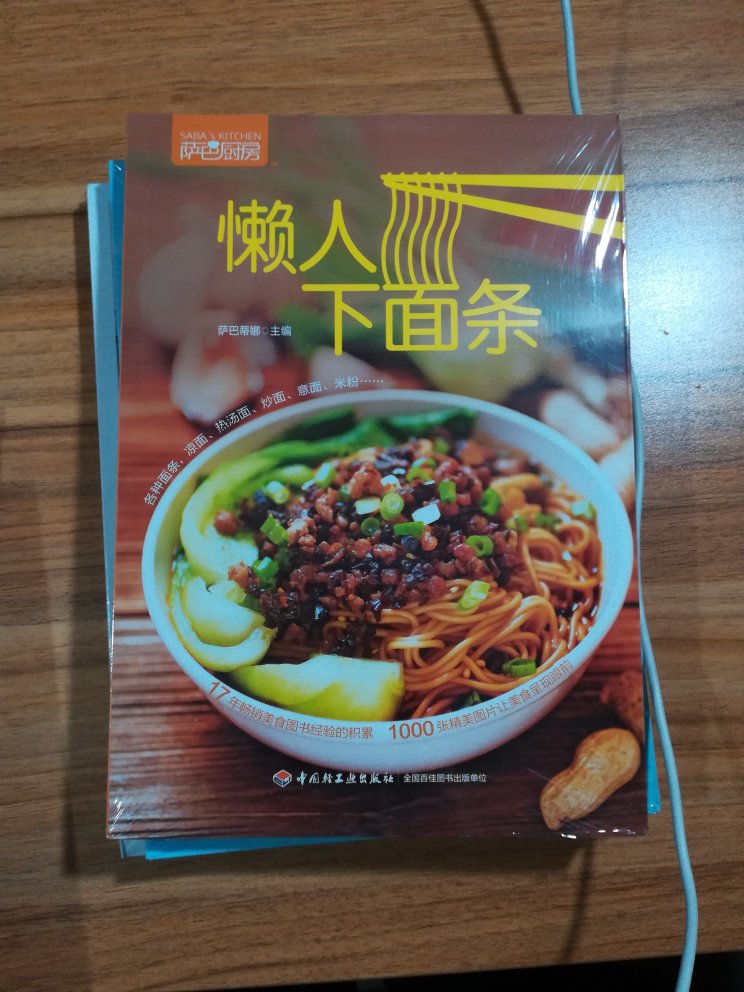 SABA's KITCHEN
萨巴厨房
懒人
下面条
萨巴蒂娜◎主编
各种面条，凉面、热汤面、炒面、意面、米粉……
17年畅销美食图书经验的积累 1000张精美图片让美食呈现眼前
中国轻工业出版社 全国百佳图书出版单位